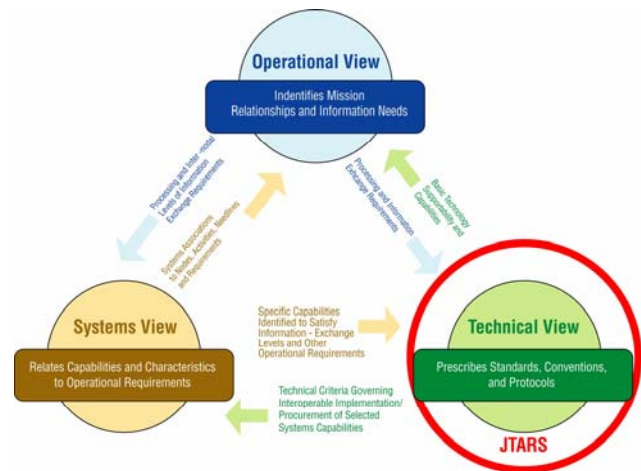 Operational View
Indentifies Mission
Relationships and Information Needs
Processing and Inter -nodal
Levels of Information
Exchange Requirements
Systems Associations
to Nodes, Activities, Needlines
and Requirements
Processing and Information
Exhcange Requirements
Basic Technology
Supportability and
Capabilities
Systems View
Relates Capabilities and Characteristics
to Operational Requirements
Specific Capabilities
Identified to Satisfy
Information - Exchange
Levels and Other
Operational Requirements
Technical View
Prescribes Standards, Conventions,
and Protocols
Technical Criteria Governing
Interoperable Implementation/
Procurement of Selected
Systems Capabilities
JTARS